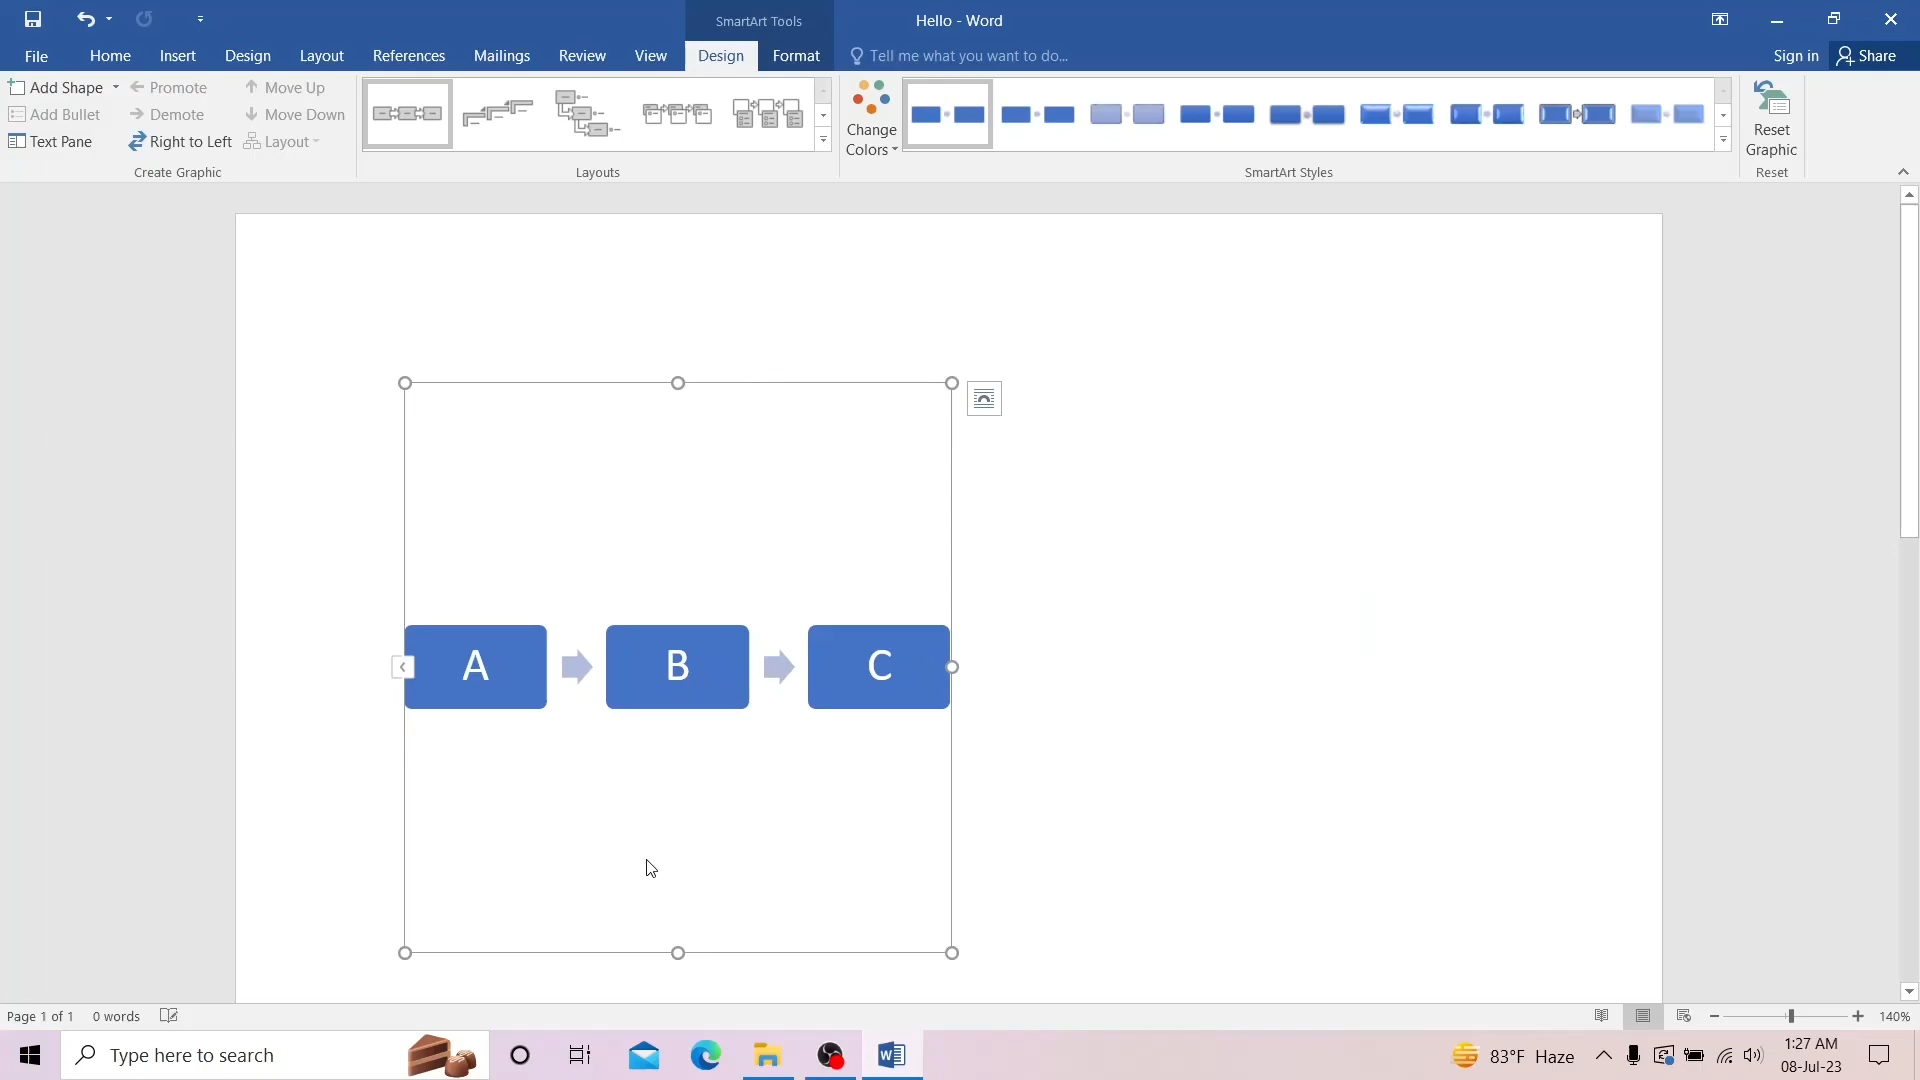 SmartArt Tools
Hello - Word
File Home Insert Design Layout References Mailings Review View Design Format Tell me what you want to do... Sign in Share
Add Shape Promote Move Up
Add Bullet Demote Move Down
Text Pane Right to Left Layout
Create Graphic
Layouts
Change
Colors
SmartArt Styles
Reset
Graphic
Reset
A B C
Page 1 of 1 0 words 140%
Type here to search
83°F Haze
1:27 AM
08-Jul-23